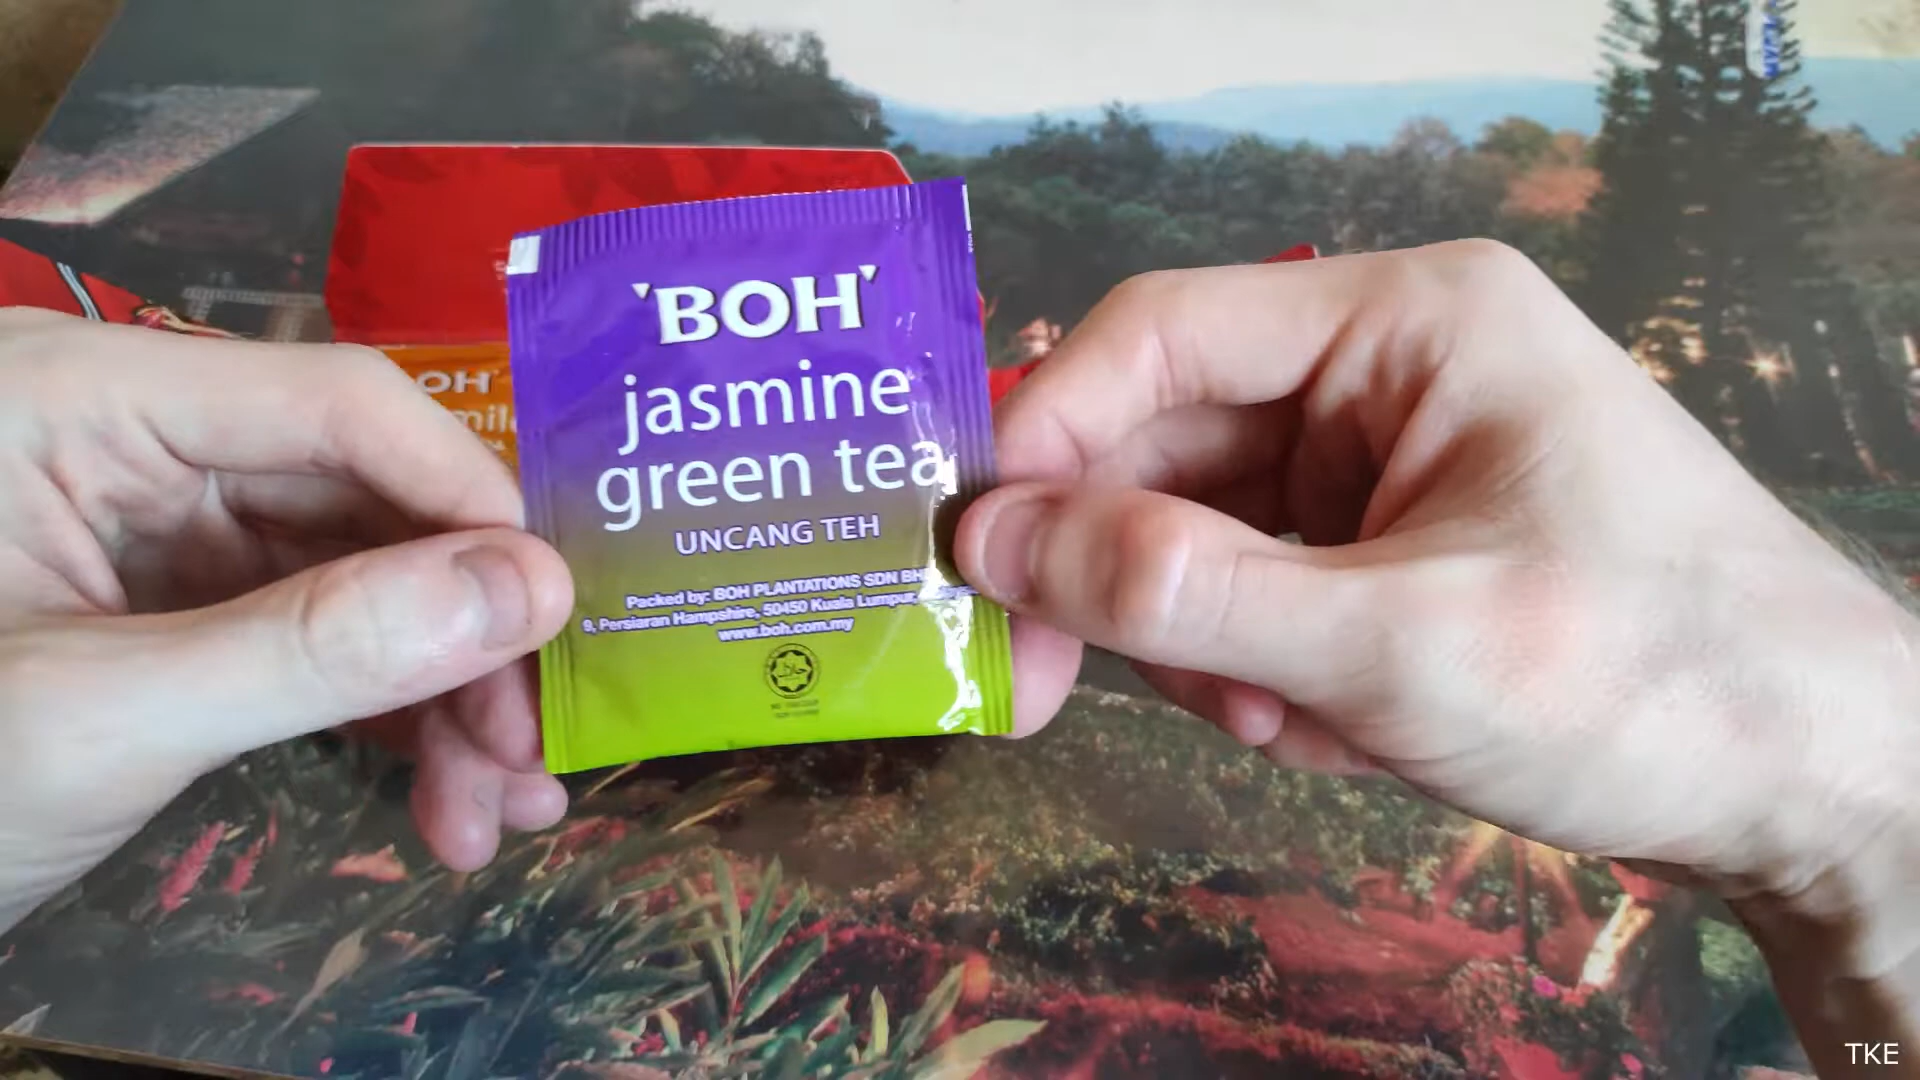 'BOH'
jasmine
green tea
UNCANG TEH
Packed by: BOH PLANTATIONS SDN
9, Persiaran Hampshire, 50450 Kuala Lumpur,
www.boh.com.my
TKE